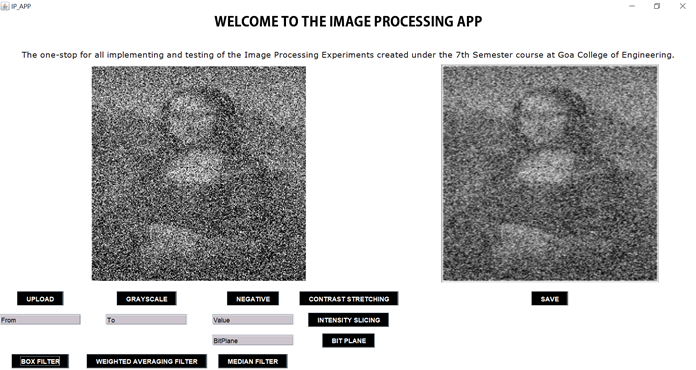 IP_APP
WELCOME TO THE IMAGE PROCESSING APP
The one-stop for all implementing and testing of the Image Processing Experiments created under the 7th Semester course at Goa College of Engineering.
UPLOAD GRAYSCALE NEGATIVE CONTRAST STRETCHING SAVE
From To Value INTENSITY SLICING
BitPlane BIT PLANE
BOX FILTER WEIGHTED AVERAGING FILTER MEDIAN FILTER